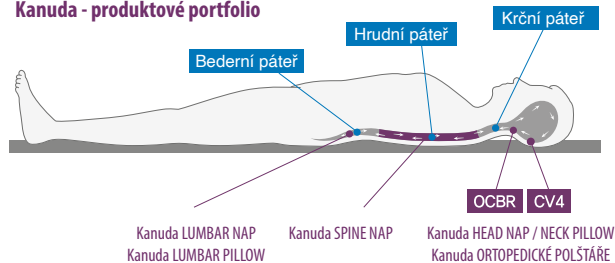 Kanuda - produktové portfolio
Krční páteř
Hrudní páteř
Bederní páteř
OCBR
CV4
Kanuda LUMBAR NAP
Kanuda LUMBAR PILLOW
Kanuda SPINE NAP
Kanuda HEAD NAP / NECK PILLOW
Kanuda ORTOPEDICKÉ POLŠTÁŘE